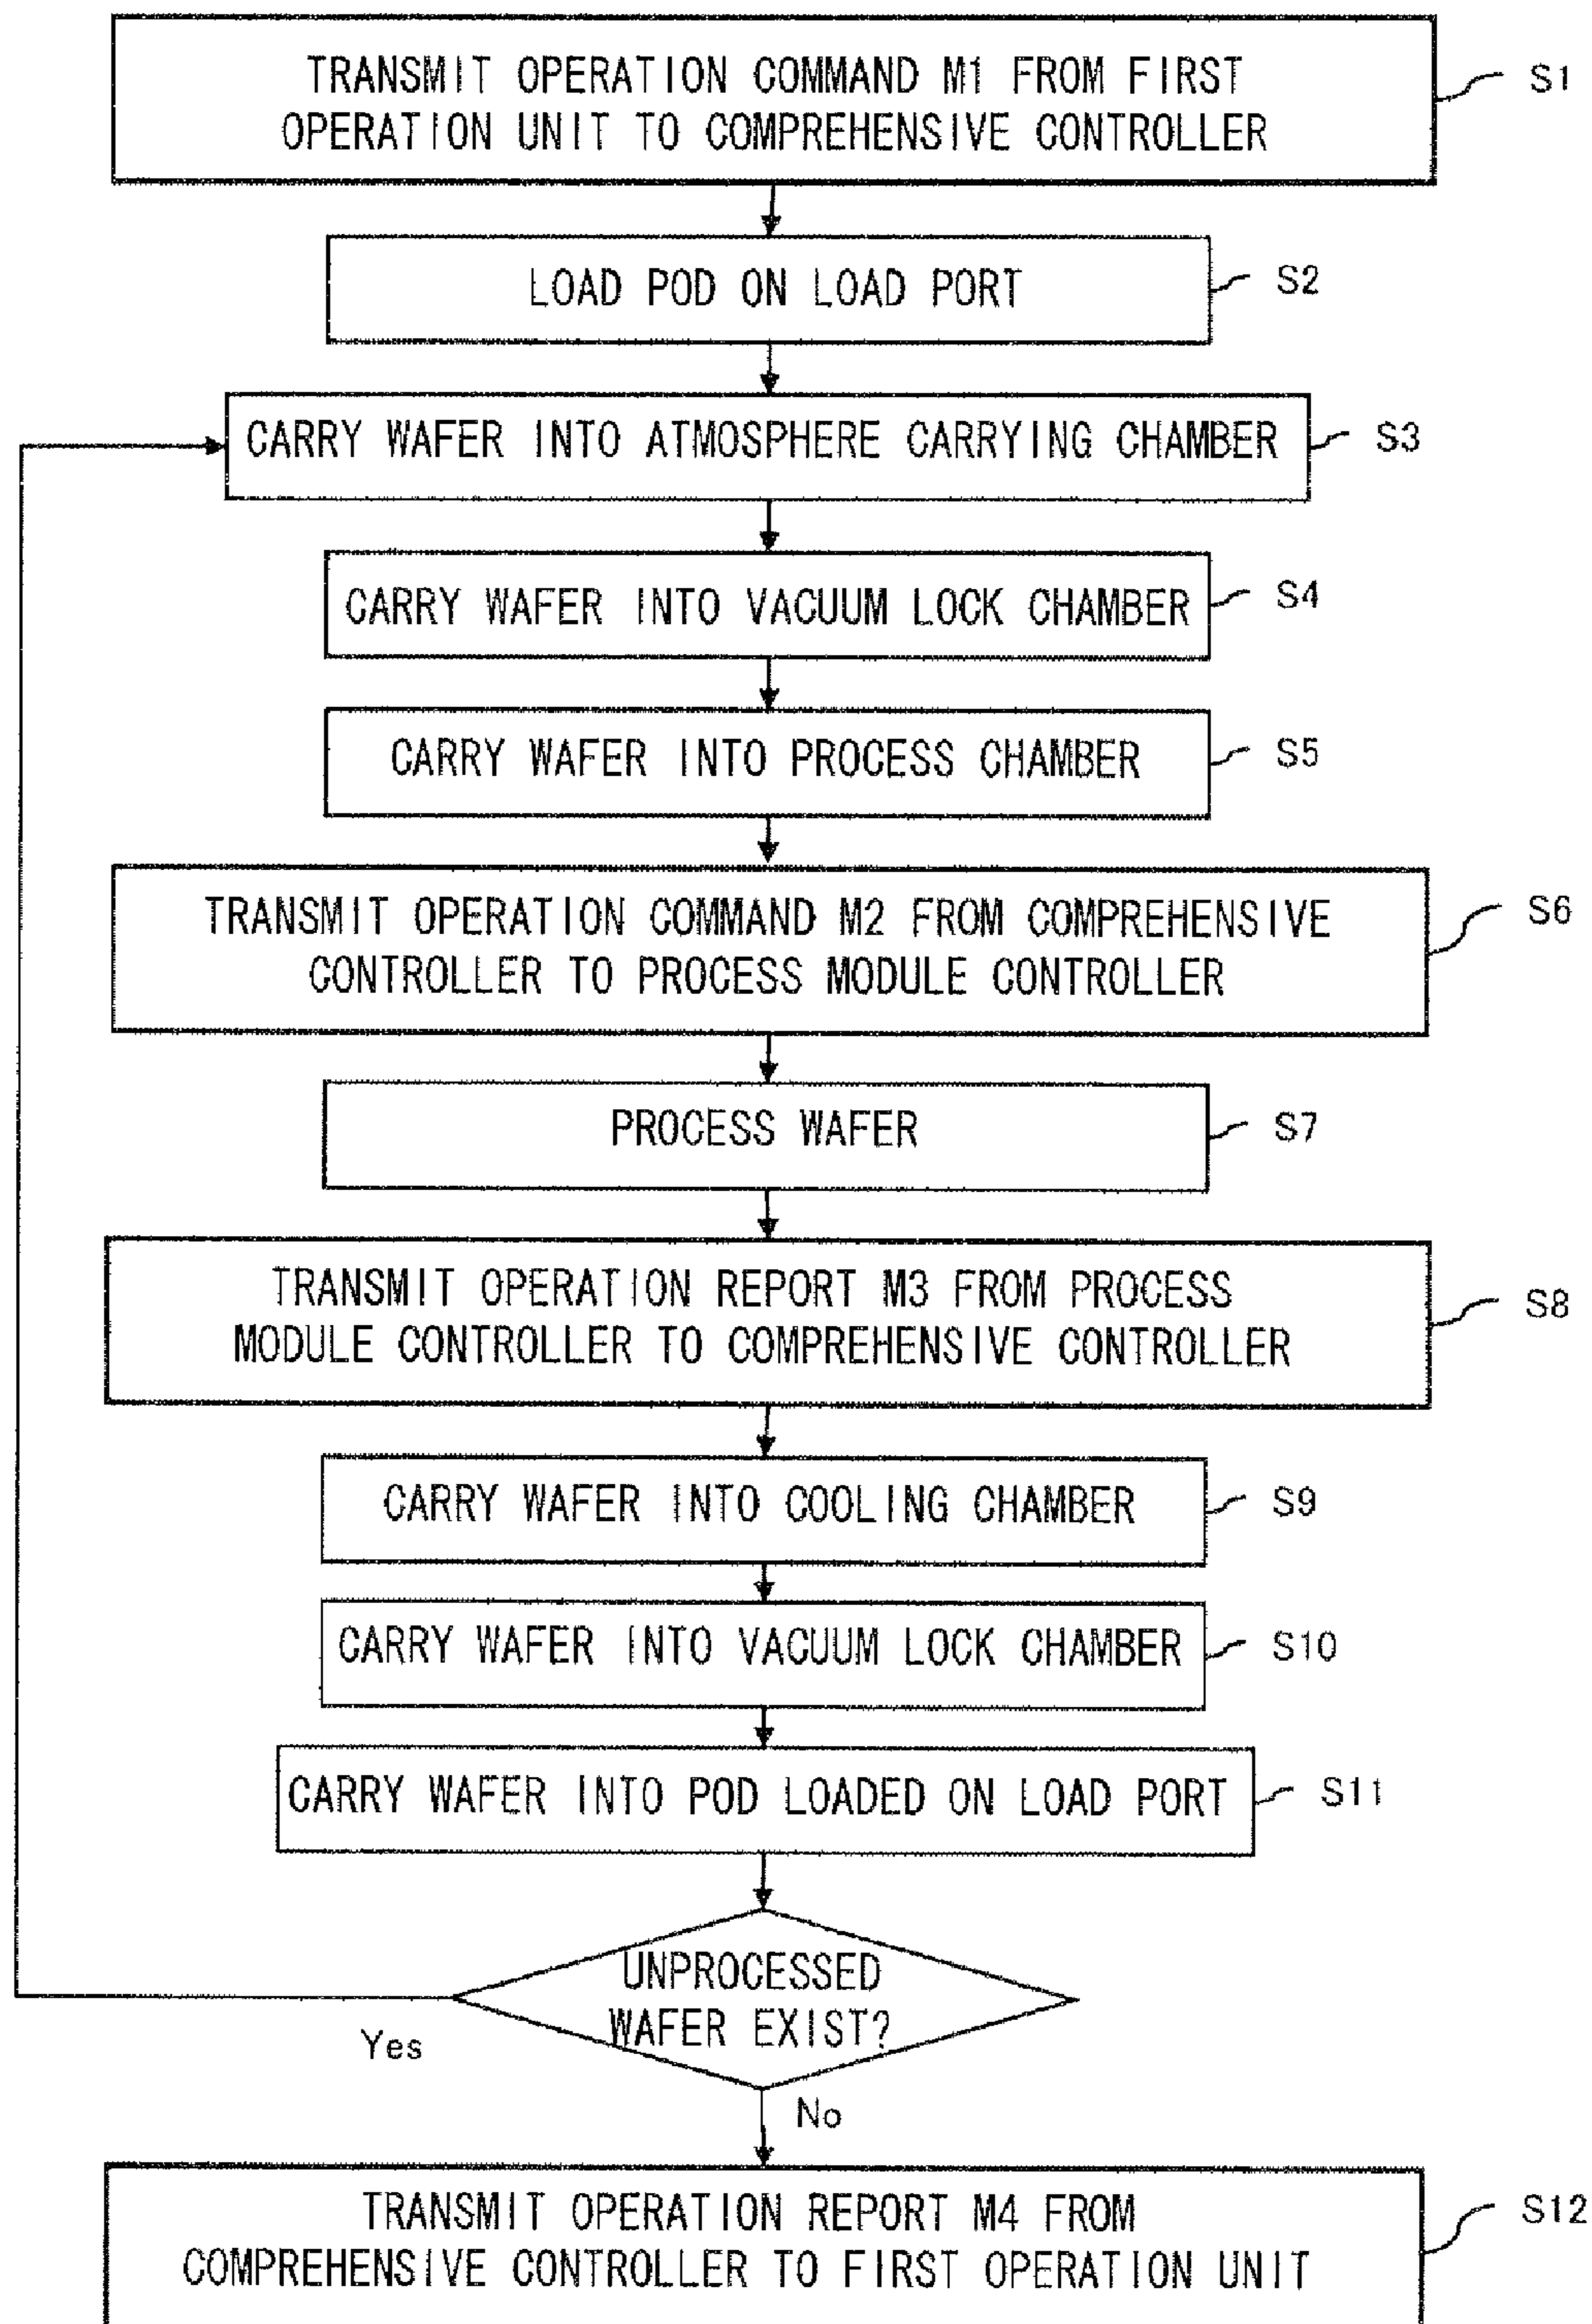 TRANSMIT OPERATION COMMAND M1 FROM FIRST
OPERATION UNIT TO COMPREHENSIVE CONTROLLER
S1
LOAD POD ON LOAD PORT
S2
CARRY WAFER INTO ATMOSPHERE CARRYING CHAMBER
S3
CARRY WAFER INTO VACUUM LOCK CHAMBER
S4
CARRY WAFER INTO PROCESS CHAMBER
S5
TRANSMIT OPERATION COMMAND M2 FROM COMPREHENSIVE
CONTROLLER TO PROCESS MODULE CONTROLLER
S6
PROCESS WAFER
S7
TRANSMIT OPERATION REPORT M3 FROM PROCESS
MODULE CONTROLLER TO COMPREHENSIVE CONTROLLER
S8
CARRY WAFER INTO COOLING CHAMBER
S9
CARRY WAFER INTO VACUUM LOCK CHAMBER
S10
CARRY WAFER INTO POD LOADED ON LOAD PORT
S11
UNPROCESSED
WAFER EXIST?
Yes
No
TRANSMIT OPERATION REPORT M4 FROM
COMPREHENSIVE CONTROLLER TO FIRST OPERATION UNIT
S12